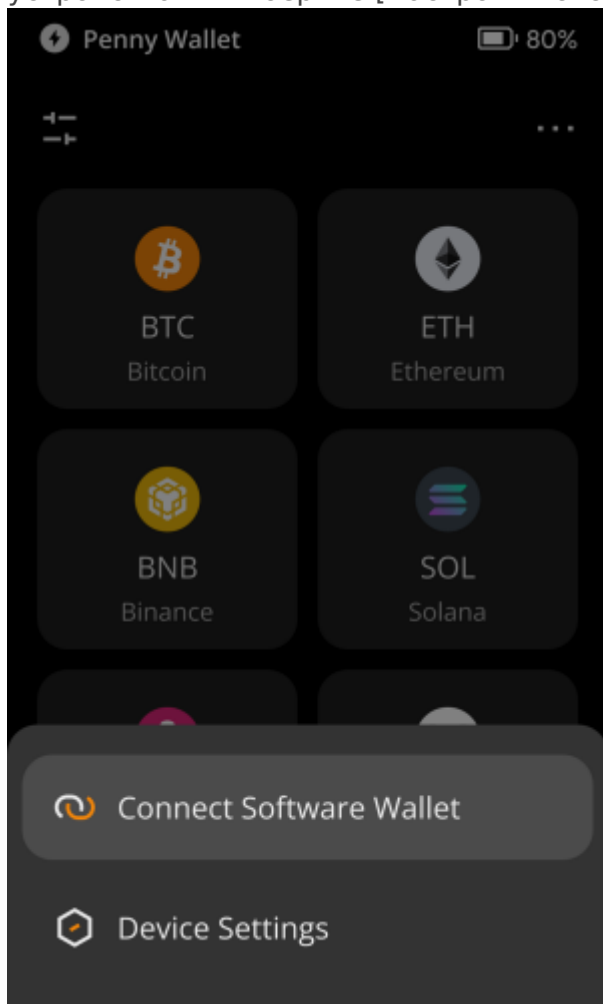 Penny Wallet 80%
BTC ETH
Bitcoin Ethereum
BNB SOL
Binance Solana
Connect Software Wallet
Device Settings